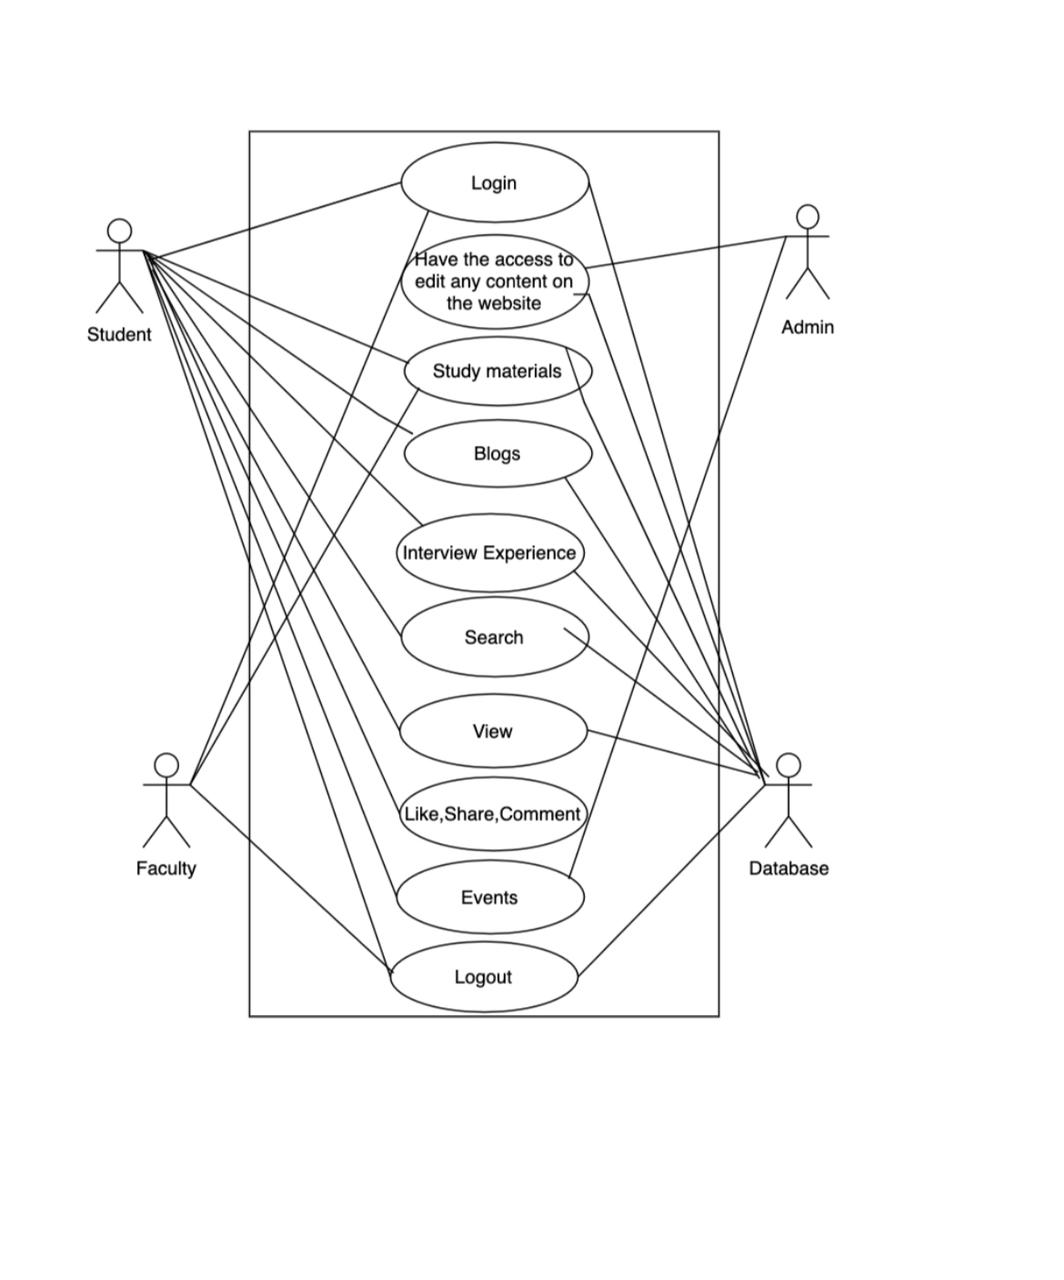 Login
Have the access to
edit any content on
the website
Student
Admin
Study materials
Blogs
Interview Experience
Search
View
Like,Share,Comment
Faculty
Database
Events
Logout